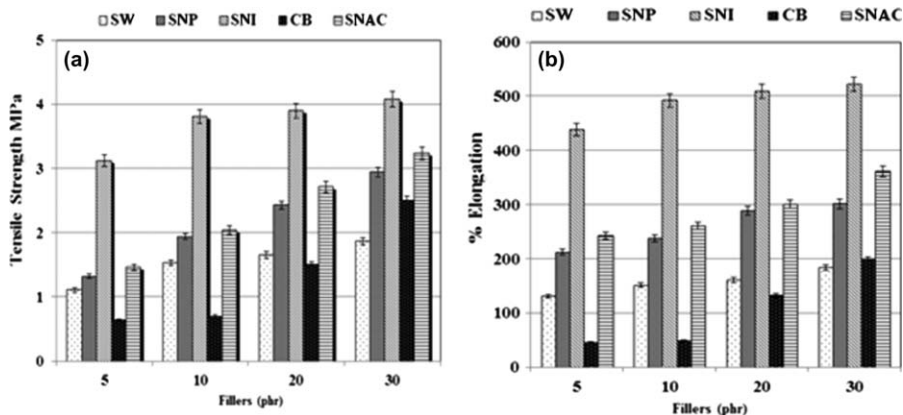 SW SNP SNI CB SNAC
(a)
Tensile Strength MPa
5
4
3
2
1
0
5 10 20 30
Fillers (phr)
SW SNP SNI CB SNAC
(b)
% Elongation
600
500
400
300
200
100
0
5 10 20 30
Fillers (phr)